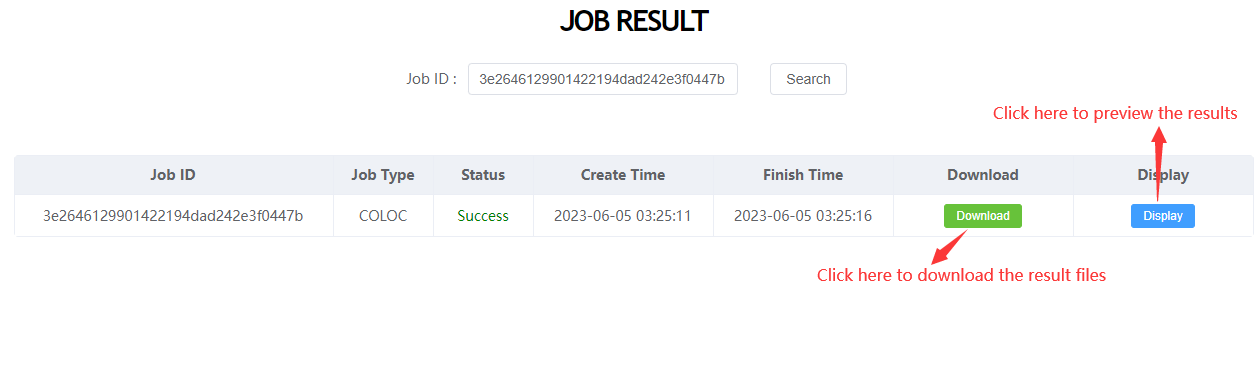 JOB RESULT
Job ID : 3e2646129901422194dad242e3f0447b Search
Click here to preview the results
Job ID Job Type Status Create Time Finish Time Download Display
3e2646129901422194dad242e3f0447b COLOC Success 2023-06-05 03:25:11 2023-06-05 03:25:16 Download Display
Click here to download the result files